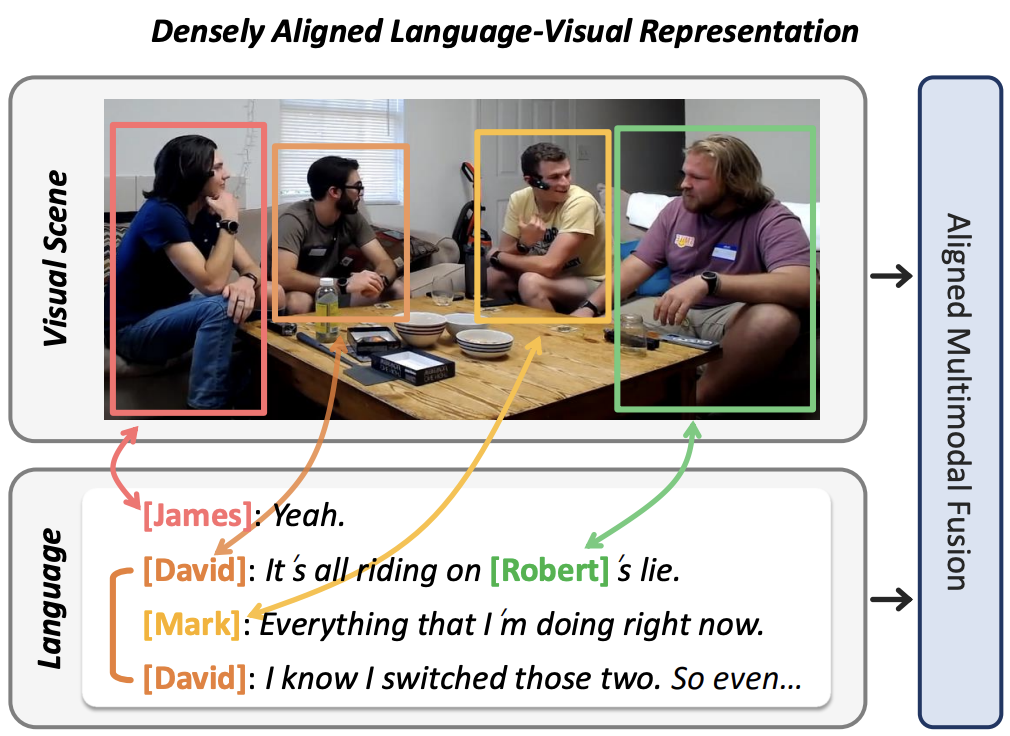 Densely Aligned Language-Visual Representation
Visual Scene
Language
[James]: Yeah.
[David]: It´s all riding on [Robert]´s lie.
[Mark]: Everything that I´m doing right now.
[David]: I know I switched those two. So even...
Aligned Multimodal Fusion